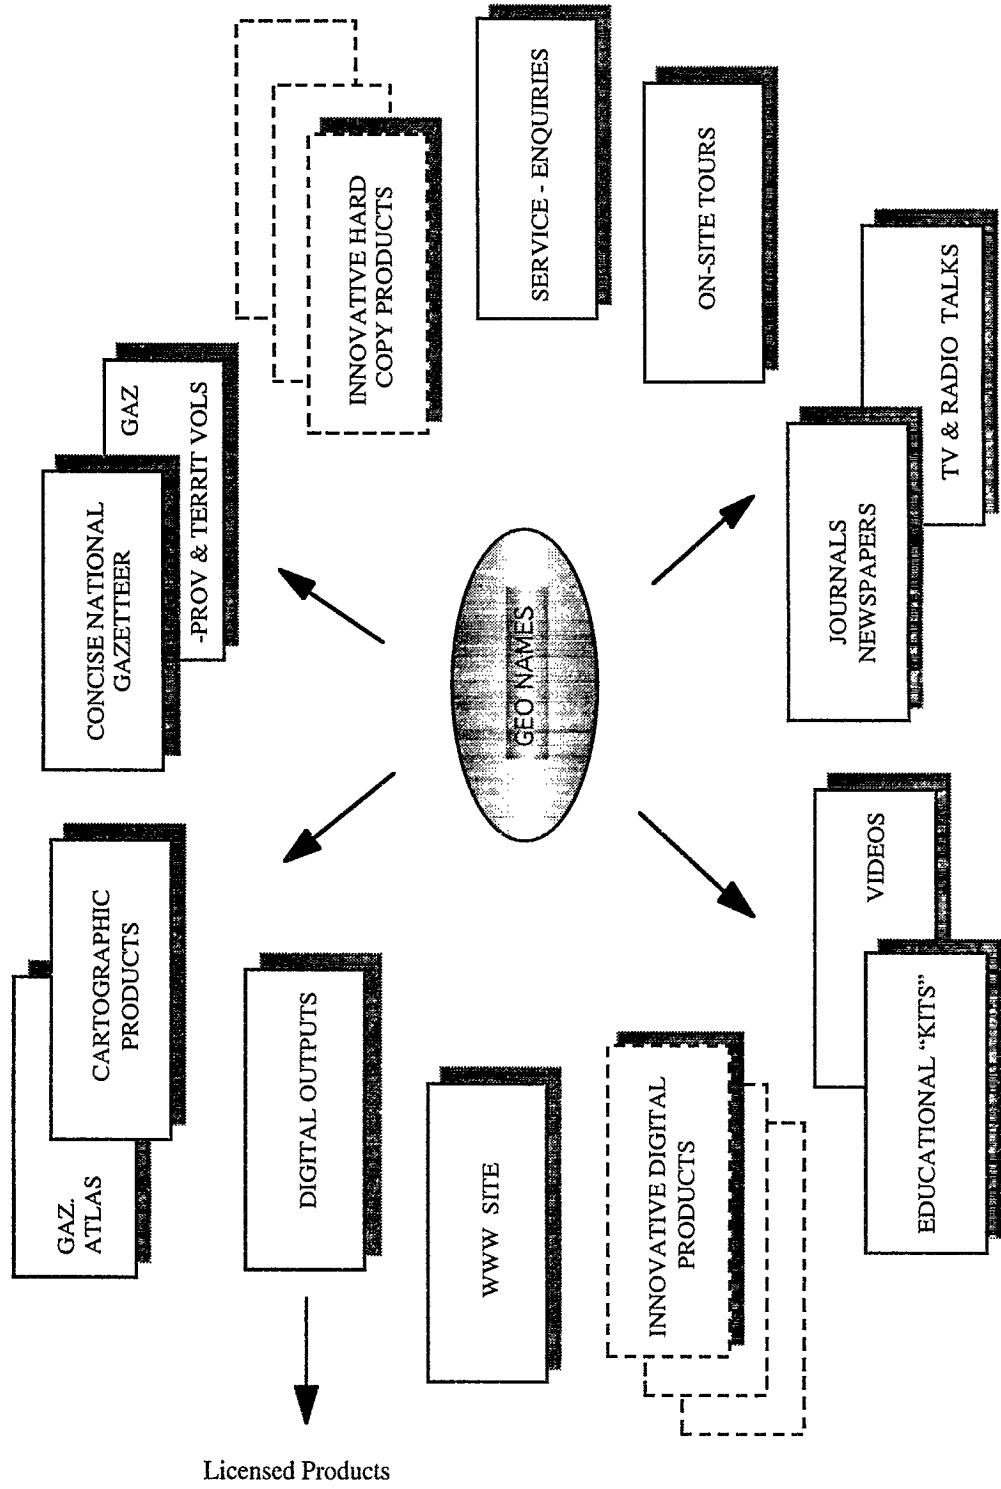 GAZ.
ATLAS
CARTOGRAPHIC
PRODUCTS
CONCISE NATIONAL
GAZETTEER
GAZ
-PROV & TERRIT VOLS
DIGITAL OUTPUTS
INNOVATIVE HARD
COPY PRODUCTS
WWW SITE
GEO NAMES
SERVICE - ENQUIRIES
INNOVATIVE DIGITAL
PRODUCTS
ON-SITE TOURS
VIDEOS
EDUCATIONAL “KITS”
JOURNALS
NEWSPAPERS
TV & RADIO TALKS
Licensed Products